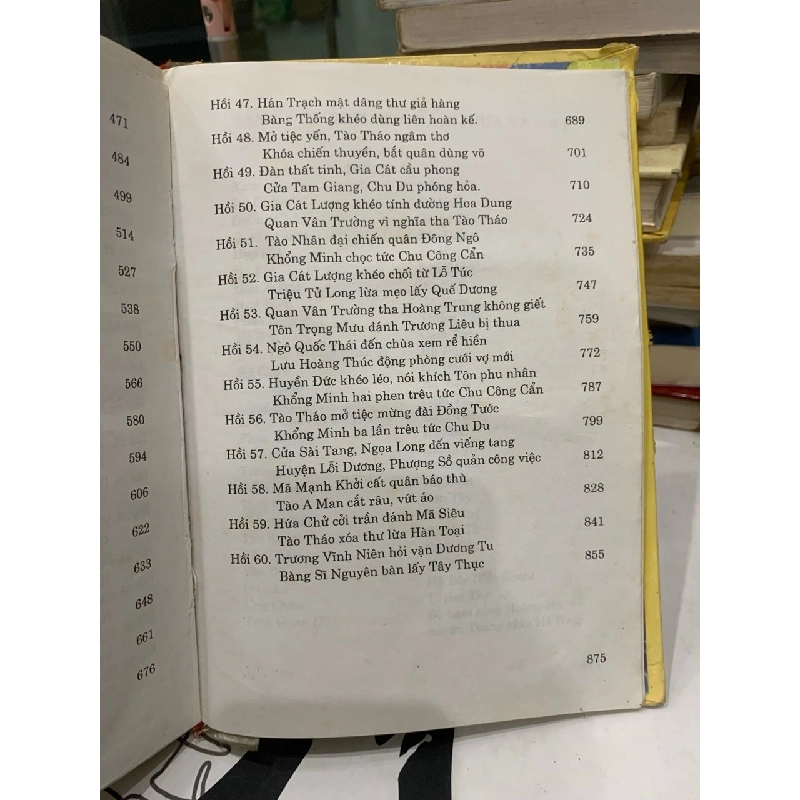 471
484
499
514
527
538
550
566
580
594
606
622
633
648
661
676
Hồi 47. Hán Trạch mật dâng thư giả hàng
Bàng Thống khéo dùng liên hoàn kế. 689
Hồi 48. Mở tiệc yến, Tào Tháo ngâm thơ
Khóa chiến thuyền, bắt quân dùng võ 701
Hồi 49. Đàn thất tinh, Gia Cát cầu phong
Cửa Tam Giang, Chu Du phóng hỏa. 710
Hồi 50. Gia Cát Lượng khéo tính đường Hoa Dung
Quan Vân Trường vì nghĩa tha Tào Tháo 724
Hồi 51. Tào Nhân đại chiến quân Đông Ngô
Khổng Minh chọc tức Chu Công Cẩn 735
Hồi 52. Gia Cát Lượng khéo chối từ Lỗ Túc
Triệu Tử Long lừa mẹo lấy Quế Dương 747
Hồi 53. Quan Vân Trường tha Hoàng Trung không giết
Tôn Trọng Mưu đánh Trương Liêu bị thua 759
Hồi 54. Ngô Quốc Thái đến chùa xem rể hiền
Lưu Hoàng Thúc động phòng cưới vợ mới 772
Hồi 55. Huyền Đức khéo léo, nói khích Tôn phu nhân
Khổng Minh hai phen trêu tức Chu Công Cẩn 787
Hồi 56. Tào Tháo mở tiệc mừng đài Đồng Tước
Khổng Minh ba lần trêu tức Chu Du 799
Hồi 57. Cửa Sài Tang, Ngọa Long đến viếng tang
Huyện Lỗi Dương, Phượng Sồ quản công việc 812
Hồi 58. Mã Mạnh Khởi cất quân báo thù
Tào A Man cắt râu, vứt áo 828
Hồi 59. Hứa Chử cởi trần đánh Mã Siêu
Tào Tháo xóa thư lừa Hàn Toại 841
Hồi 60. Trương Vĩnh Niên hỏi vặn Dương Tu
Bàng Sĩ Nguyên bàn lấy Tây Thục 855
875